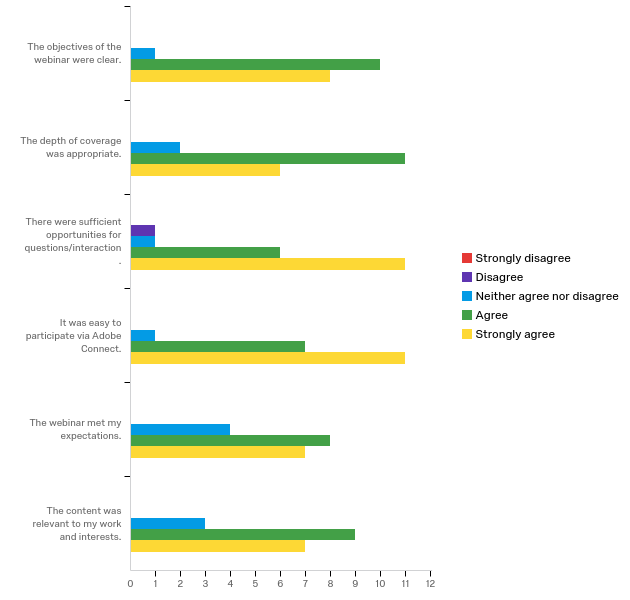 The objectives of the
webinar were clear.
The depth of coverage
was appropriate.
There were sufficient
opportunities for
questions/interaction
.
It was easy to
participate via Adobe
Connect.
The webinar met my
expectations.
The content was
relevant to my work
and interests.
0 1 2 3 4 5 6 7 8 9 10 11 12
Strongly disagree
Disagree
Neither agree nor disagree
Agree
Strongly agree